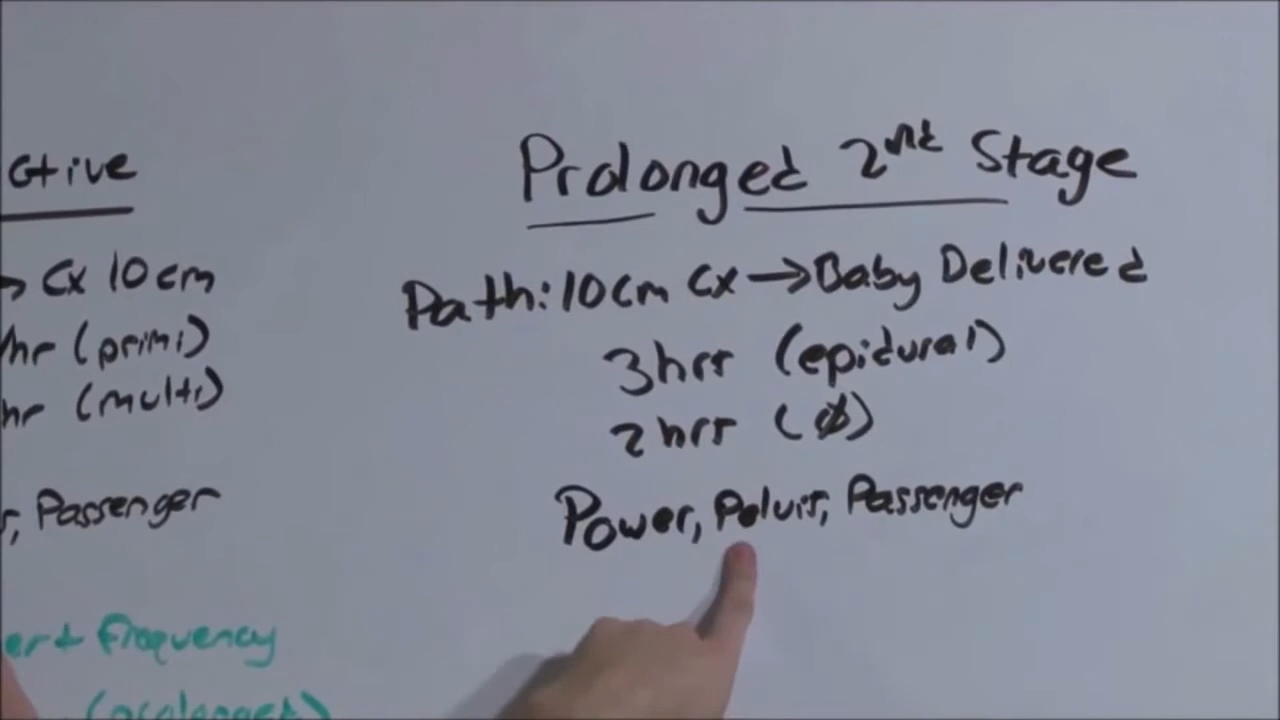 ctive
Cx 10cm
hr (primi)
hr (multi)
, Passenger
er + Frequency
Prolonged 2nd Stage
Path: 10cm Cx → Baby Delivered
3hrs (epidural)
2hrs (Ø)
Power, Pelvis, Passenger